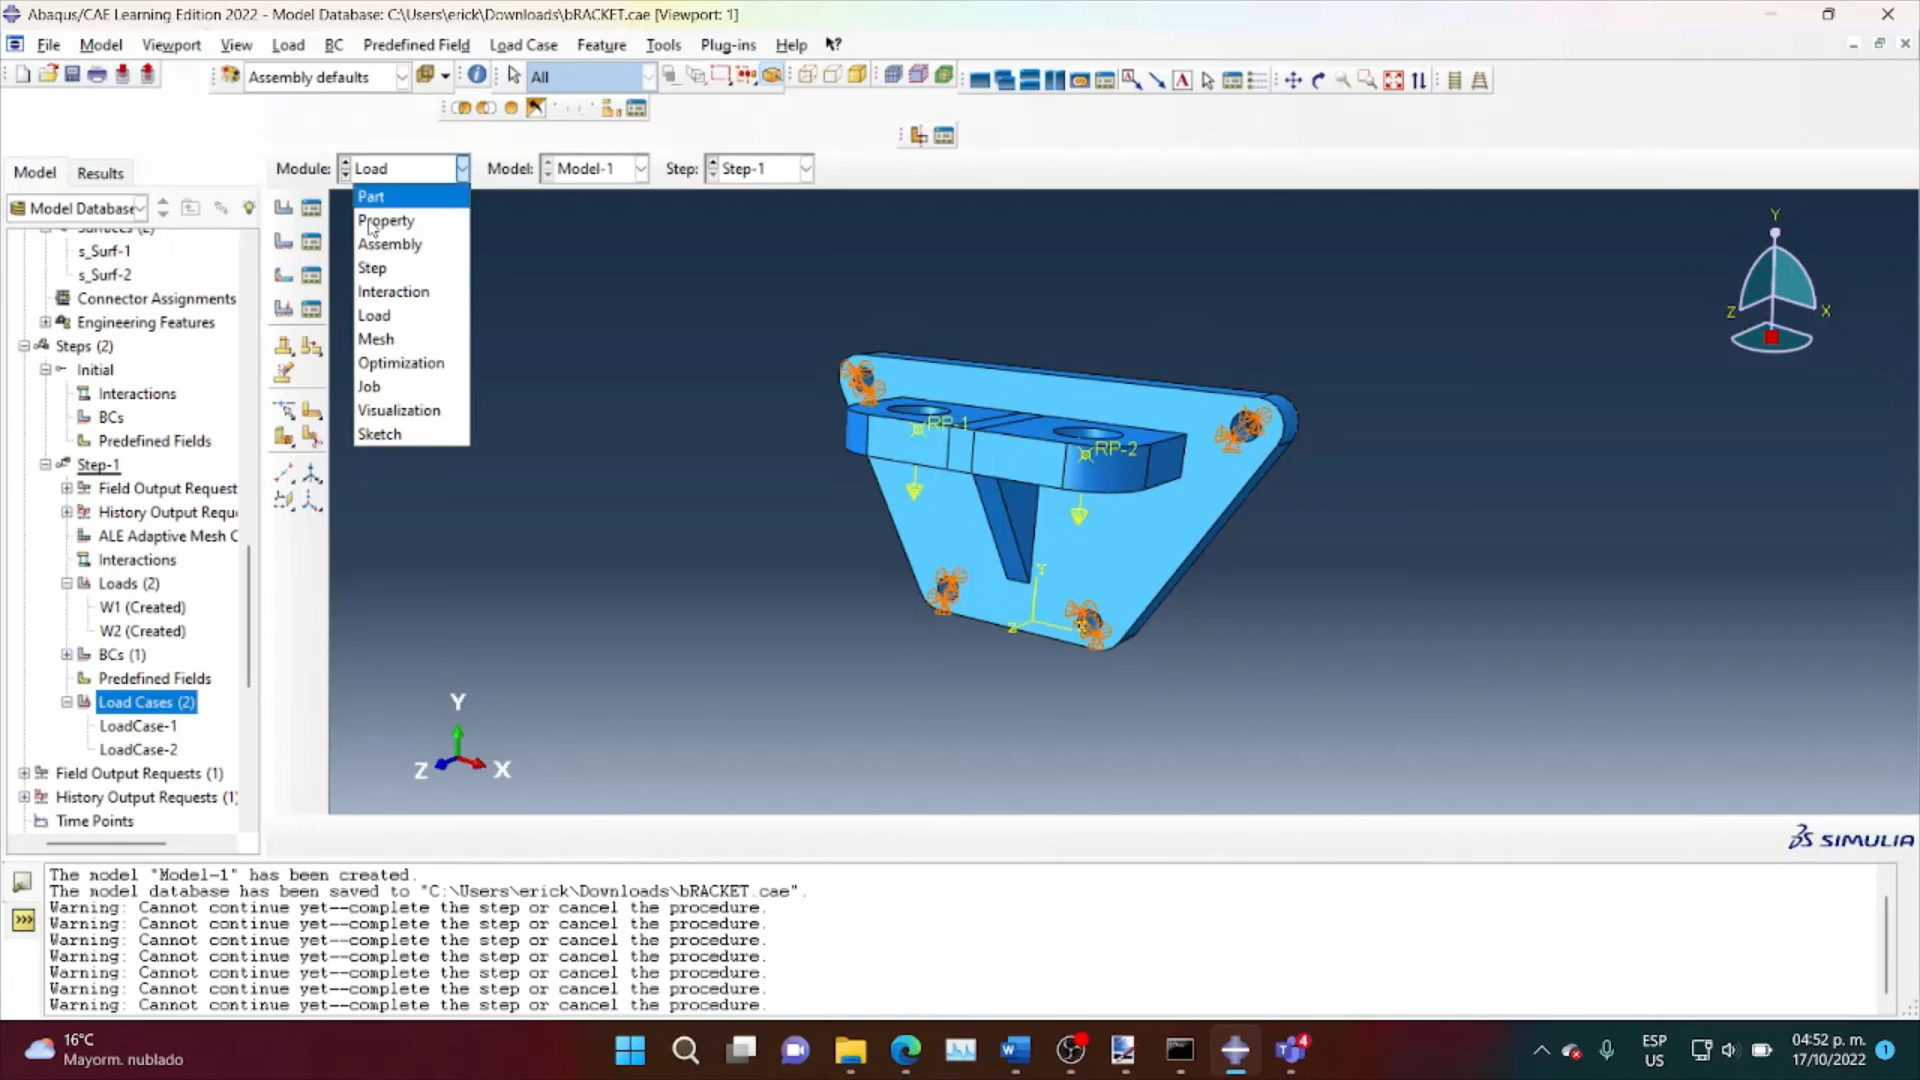 Abaqus/CAE Learning Edition 2022 - Model Database: C:\Users\erick\Downloads\bRACKET.cae [Viewport: 1]
File Model Viewport View Load BC Predefined Field Load Case Feature Tools Plug-ins Help
Assembly defaults
All
Model Results
Module: Load Model: Model-1 Step: Step-1
Part
Property
Assembly
Step
Interaction
Load
Mesh
Optimization
Job
Visualization
Sketch
Model Database
Surfaces (2)
s_Surf-1
s_Surf-2
Connector Assignments
Engineering Features
Steps (2)
Initial
Interactions
BCs
Predefined Fields
Step-1
Field Output Request
History Output Requ
ALE Adaptive Mesh C
Interactions
Loads (2)
W1 (Created)
W2 (Created)
BCs (1)
Predefined Fields
Load Cases (2)
LoadCase-1
LoadCase-2
Field Output Requests (1)
History Output Requests (1)
Time Points
RP-1
RP-2
Y
Z
Y
Z
X
Y
Z
X
SIMULIA
The model "Model-1" has been created.
The model database has been saved to "C:\Users\erick\Downloads\bRACKET.cae".
Warning: Cannot continue yet--complete the step or cancel the procedure.
Warning: Cannot continue yet--complete the step or cancel the procedure.
Warning: Cannot continue yet--complete the step or cancel the procedure.
Warning: Cannot continue yet--complete the step or cancel the procedure.
Warning: Cannot continue yet--complete the step or cancel the procedure.
Warning: Cannot continue yet--complete the step or cancel the procedure.
Warning: Cannot continue yet--complete the step or cancel the procedure.
16°C
Mayorm. nublado
4
ESP
US
04:52 p. m.
17/10/2022
1